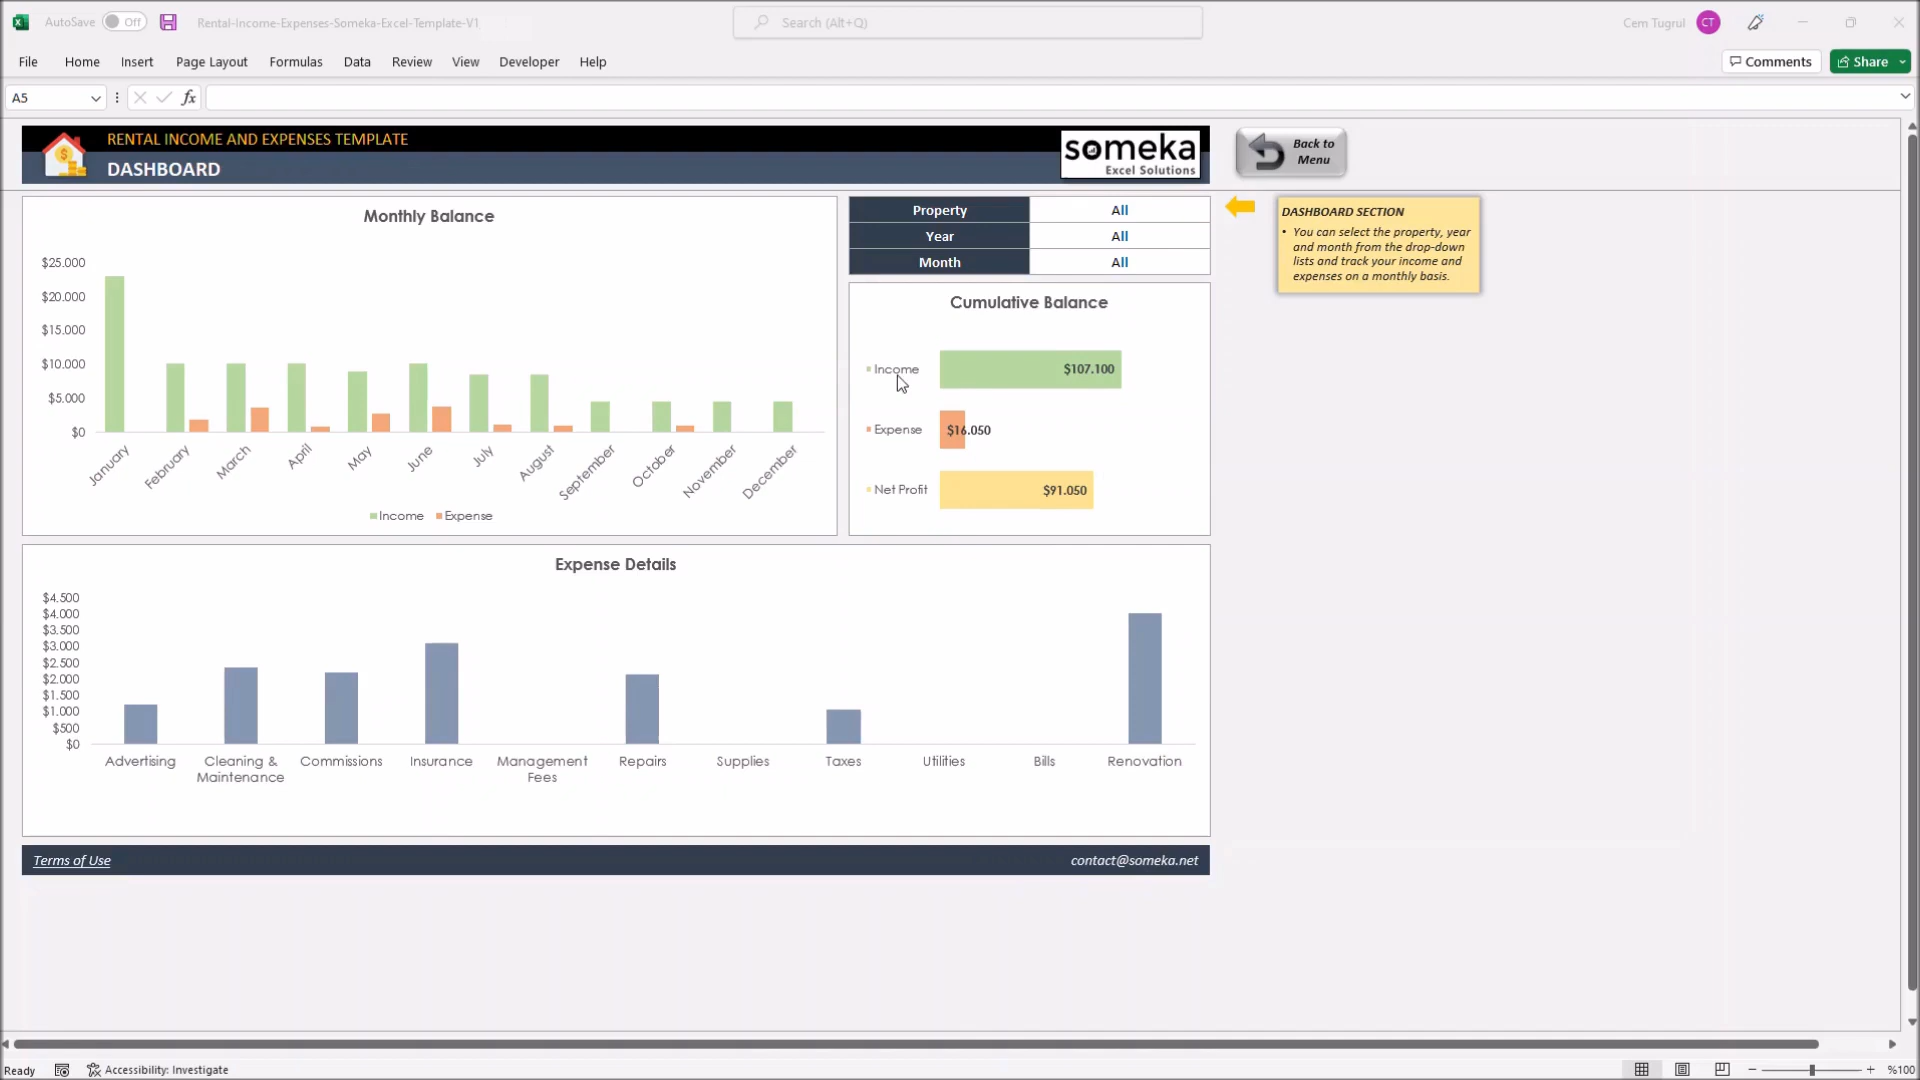 AutoSave Off Rental-Income-Expenses-Someka-Excel-Template-V1 Search (Alt+Q) Cem Tugrul CT
File Home Insert Page Layout Formulas Data Review View Developer Help Comments Share
A5 fx
RENTAL INCOME AND EXPENSES TEMPLATE
DASHBOARD
someka
Excel Solutions
Back to
Menu
Monthly Balance
$25.000
$20.000
$15.000
$10.000
$5.000
$0
January February March April May June July August September October November December
Income Expense
Property All
Year All
Month All
DASHBOARD SECTION
• You can select the property, year
and month from the drop-down
lists and track your income and
expenses on a monthly basis.
Cumulative Balance
Income $107.100
Expense $16.050
Net Profit $91.050
Expense Details
$4.500
$4.000
$3.500
$3.000
$2.500
$2.000
$1.500
$1.000
$500
$0
Advertising Cleaning & Commissions Insurance Management Repairs Supplies Taxes Utilities Bills Renovation
Maintenance Fees
Terms of Use contact@someka.net
Ready Accessibility: Investigate %100